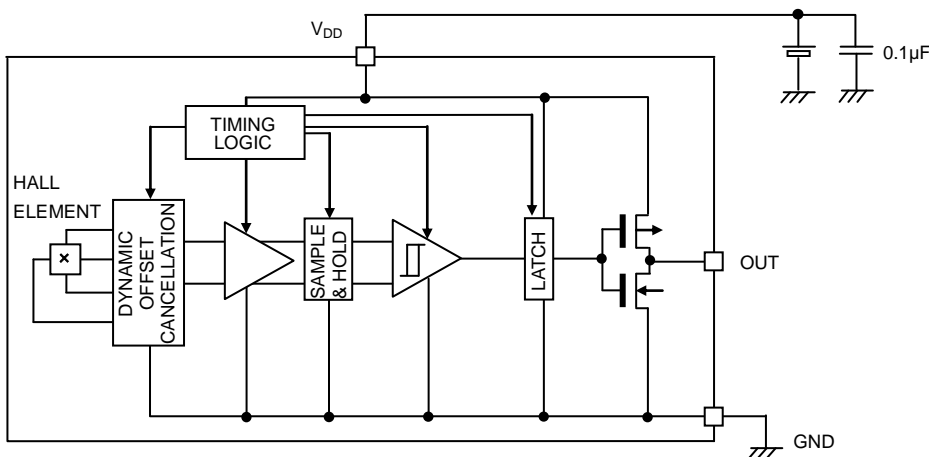 V_DD
0.1µF
TIMING
LOGIC
HALL
ELEMENT
DYNAMIC
OFFSET
CANCELLATION
×
SAMPLE
& HOLD
LATCH
OUT
GND